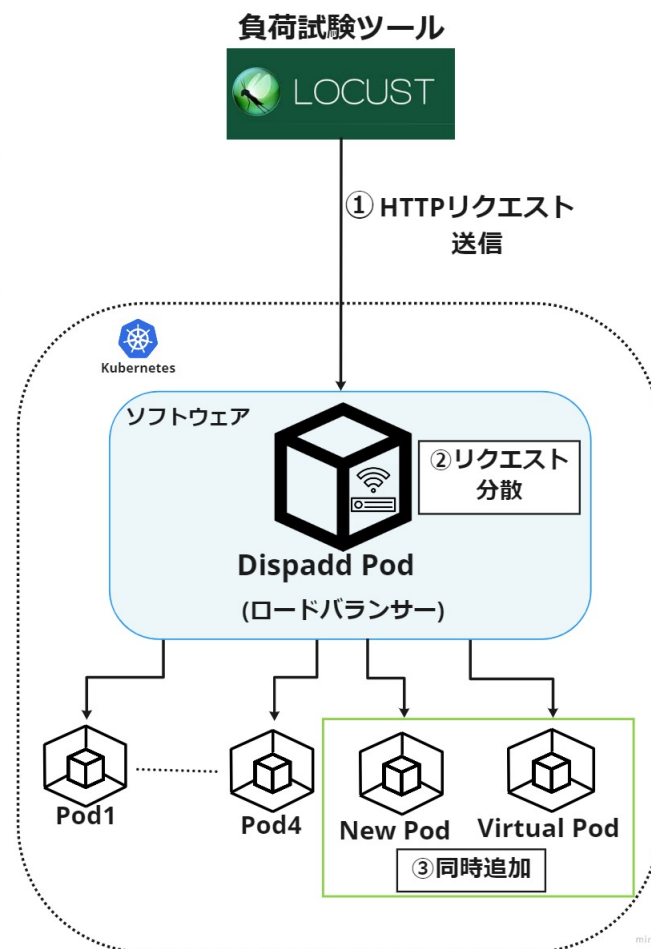 負荷試験ツール
LOCUST
① HTTPリクエスト
送信
Kubernetes
ソフトウェア
②リクエスト
分散
Dispadd Pod
(ロードバランサー)
Pod1
Pod4
New Pod
Virtual Pod
③同時追加